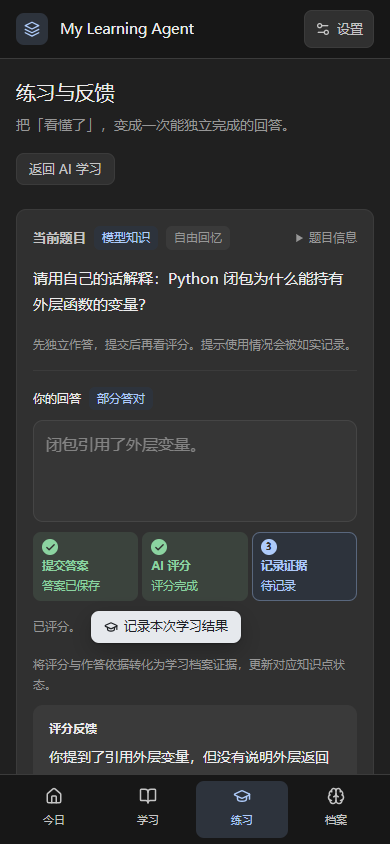 My Learning Agent
设置
练习与反馈
把「看懂了」，变成一次能独立完成的回答。
返回 AI 学习
当前题目 模型知识 自由回忆 ▶ 题目信息
请用自己的话解释：Python 闭包为什么能持有
外层函数的变量？
先独立作答，提交后再看评分。提示使用情况会被如实记录。
你的回答 部分答对
闭包引用了外层变量。
提交答案
答案已保存
AI 评分
评分完成
3
记录证据
待记录
已评分。 记录本次学习结果
将评分与作答依据转化为学习档案证据，更新对应知识点状
态。
评分反馈
你提到了引用外层变量，但没有说明外层返回
今日 学习 练习 档案